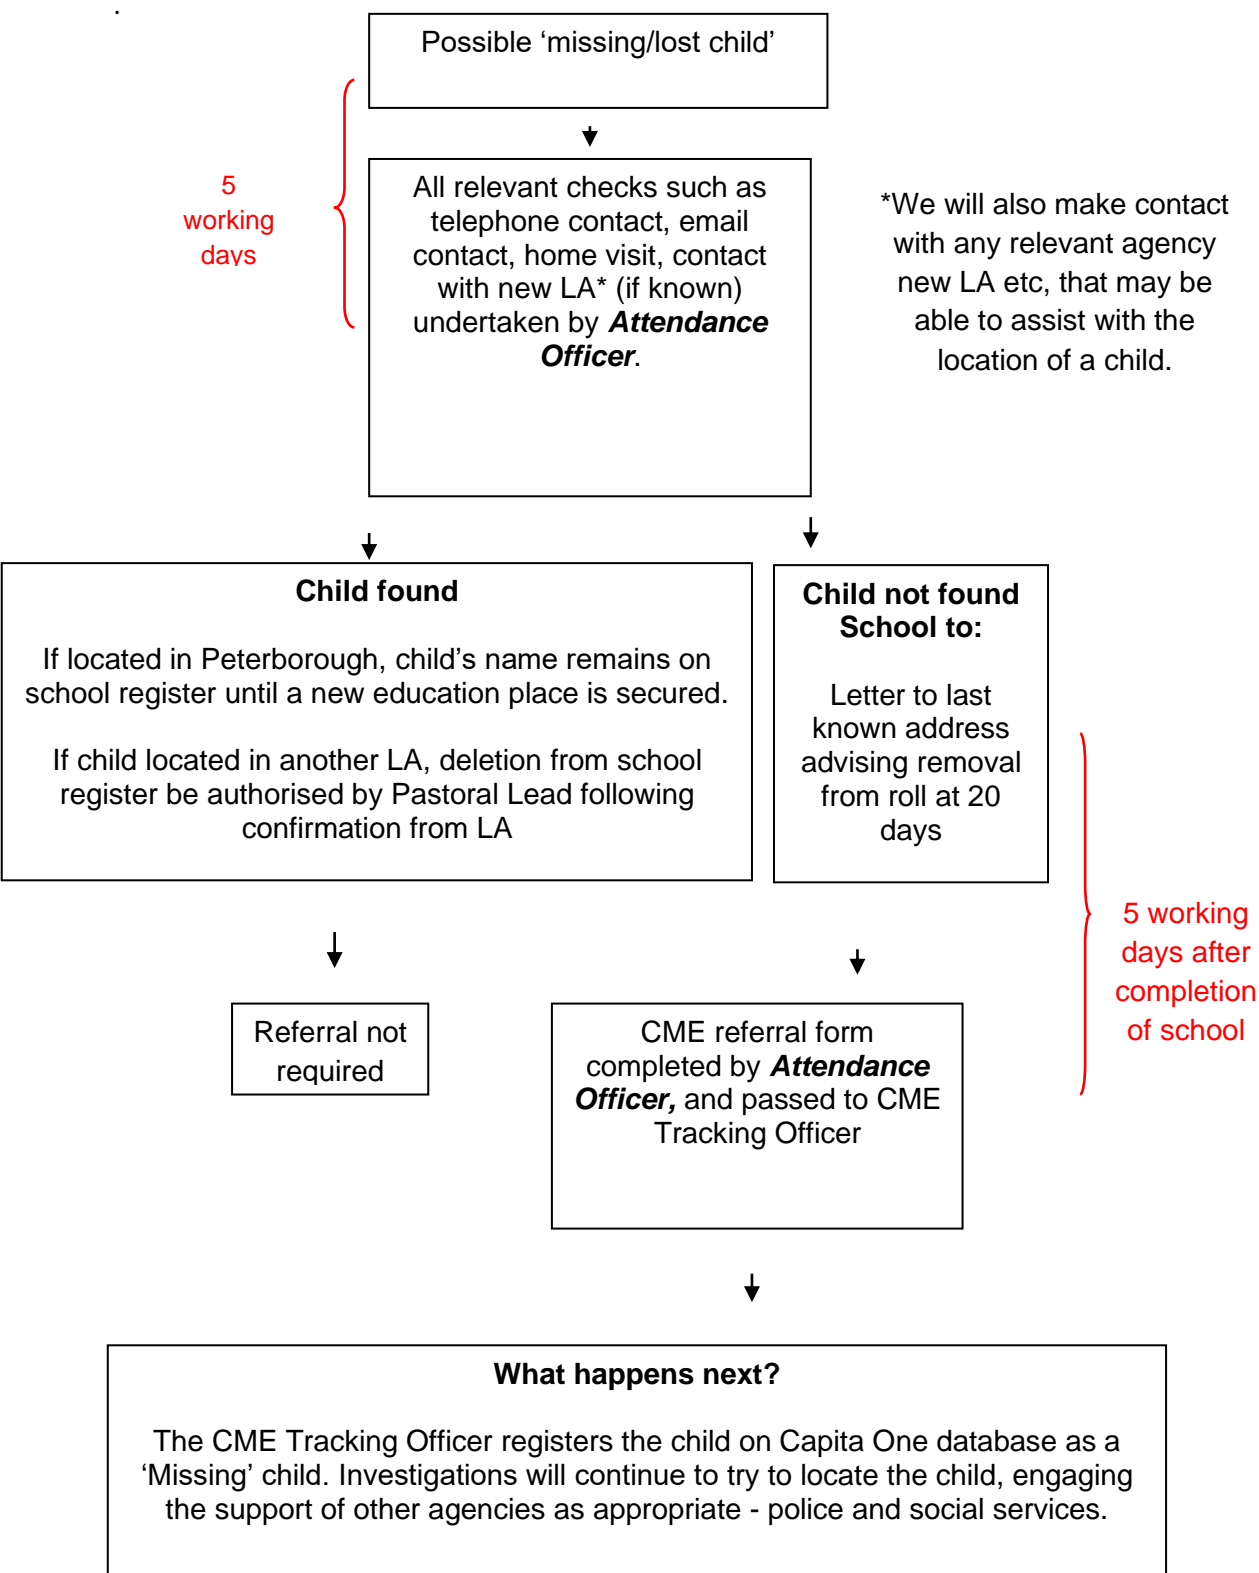 .
Possible ‘missing/lost child’
5
working
days
All relevant checks such as
telephone contact, email
contact, home visit, contact
with new LA* (if known)
undertaken by Attendance
Officer.
*We will also make contact
with any relevant agency
new LA etc, that may be
able to assist with the
location of a child.
Child found
If located in Peterborough, child’s name remains on
school register until a new education place is secured.
If child located in another LA, deletion from school
register be authorised by Pastoral Lead following
confirmation from LA
Child not found
School to:
Letter to last
known address
advising removal
from roll at 20
days
5 working
days after
completion
of school
Referral not
required
CME referral form
completed by Attendance
Officer, and passed to CME
Tracking Officer
What happens next?
The CME Tracking Officer registers the child on Capita One database as a
‘Missing’ child. Investigations will continue to try to locate the child, engaging
the support of other agencies as appropriate - police and social services.